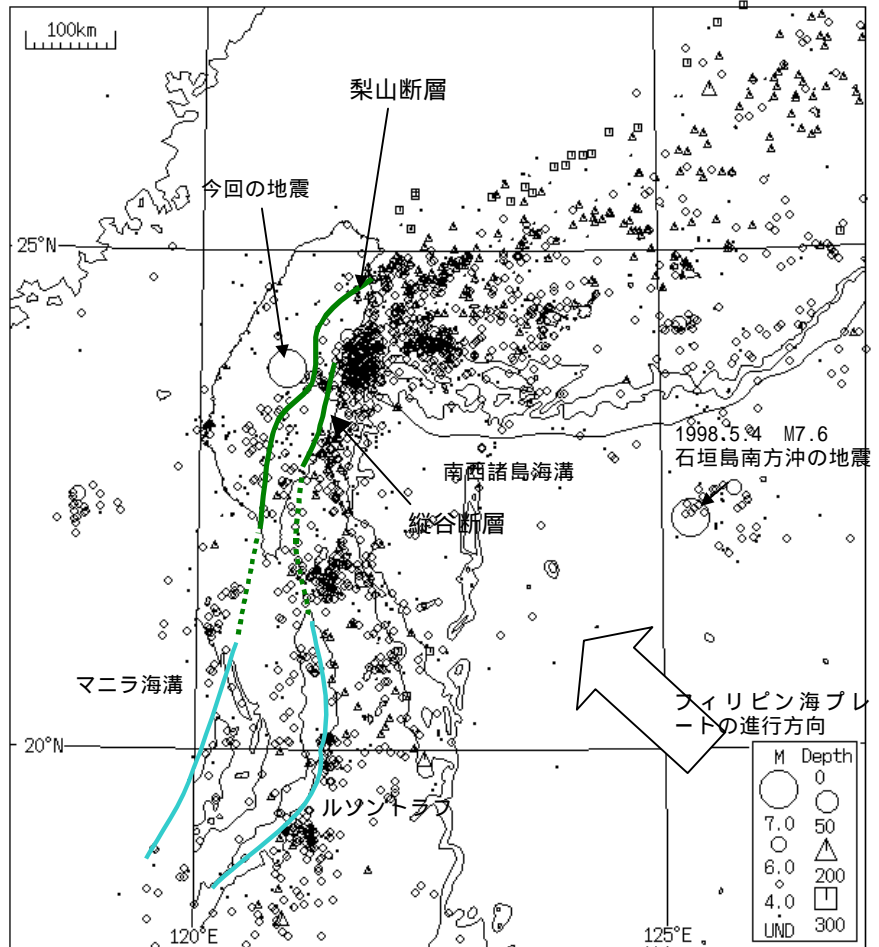 100km
梨山断層
今回の地震
25°N
1998.5.4 M7.6
石垣島南方沖の地震
南西諸島海溝
縦谷断層
マニラ海溝
フィリピン海プレ
ートの進行方向
20°N
ルソントラフ
M Depth
0
7.0 50
6.0 200
4.0 300
UND
120°E
125°E